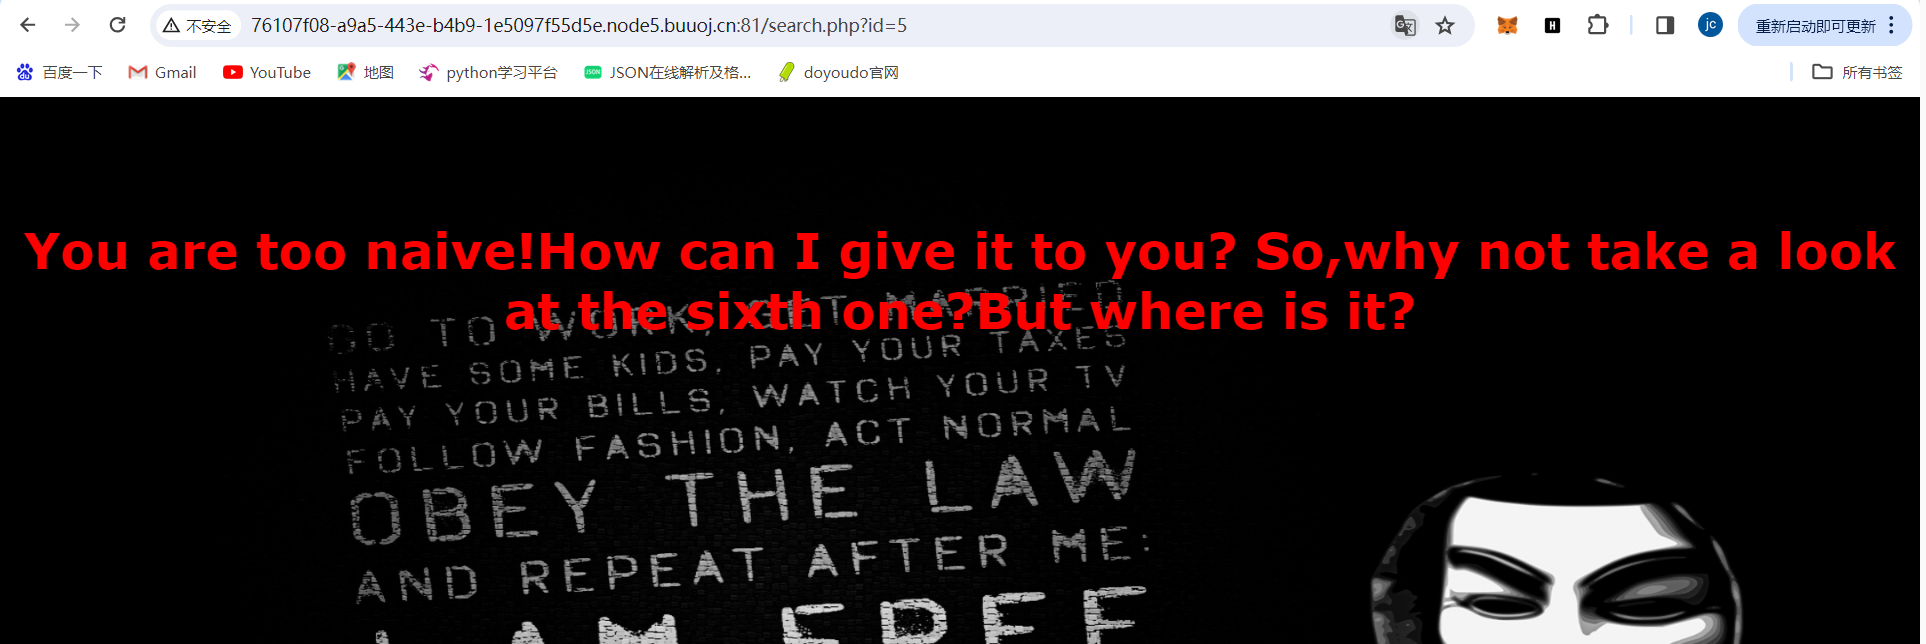 不安全 76107f08-a9a5-443e-b4b9-1e5097f55d5e.node5.buuoj.cn:81/search.php?id=5 H jc 重新启动即可更新
百度一下 Gmail YouTube 地图 python学习平台 JSON JSON在线解析及格... doyoudo官网 所有书签
You are too naive!How can I give it to you? So,why not take a look
at the sixth one?But where is it?
GO TO WORK, GET MARRIED
HAVE SOME KIDS, PAY YOUR TAXES
PAY YOUR BILLS, WATCH YOUR TV
FOLLOW FASHION, ACT NORMAL
OBEY THE LAW
AND REPEAT AFTER ME:
I AM FREE